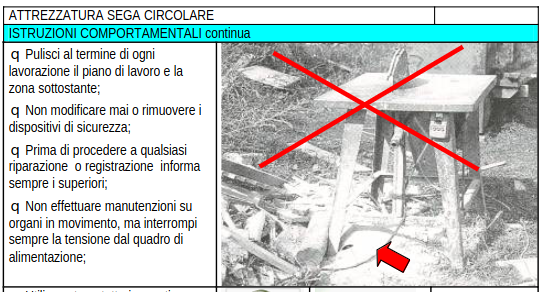 ATTREZZATURA SEGA CIRCOLARE
ISTRUZIONI COMPORTAMENTALI continua
q Pulisci al termine di ogni
lavorazione il piano di lavoro e la
zona sottostante;
q Non modificare mai o rimuovere i
dispositivi di sicurezza;
q Prima di procedere a qualsiasi
riparazione o registrazione informa
sempre i superiori;
q Non effettuare manutenzioni su
organi in movimento, ma interrompi
sempre la tensione dal quadro di
alimentazione;